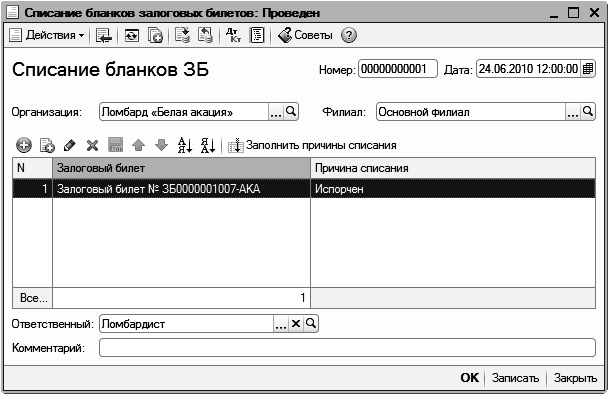 Списание бланков залоговых билетов: Проведен
Действия Дт Кт Советы ?
Списание бланков ЗБ Номер: 00000000001 Дата: 24.06.2010 12:00:00
Организация: Ломбард «Белая акация» ... Филиал: Основной филиал ...
Заполнить причины списания
N Залоговый билет Причина списания
1 Залоговый билет № ЗБ0000001007-АКА Испорчен
Все... 1
Ответственный: Ломбардист ...
Комментарий:
OK Записать Закрыть